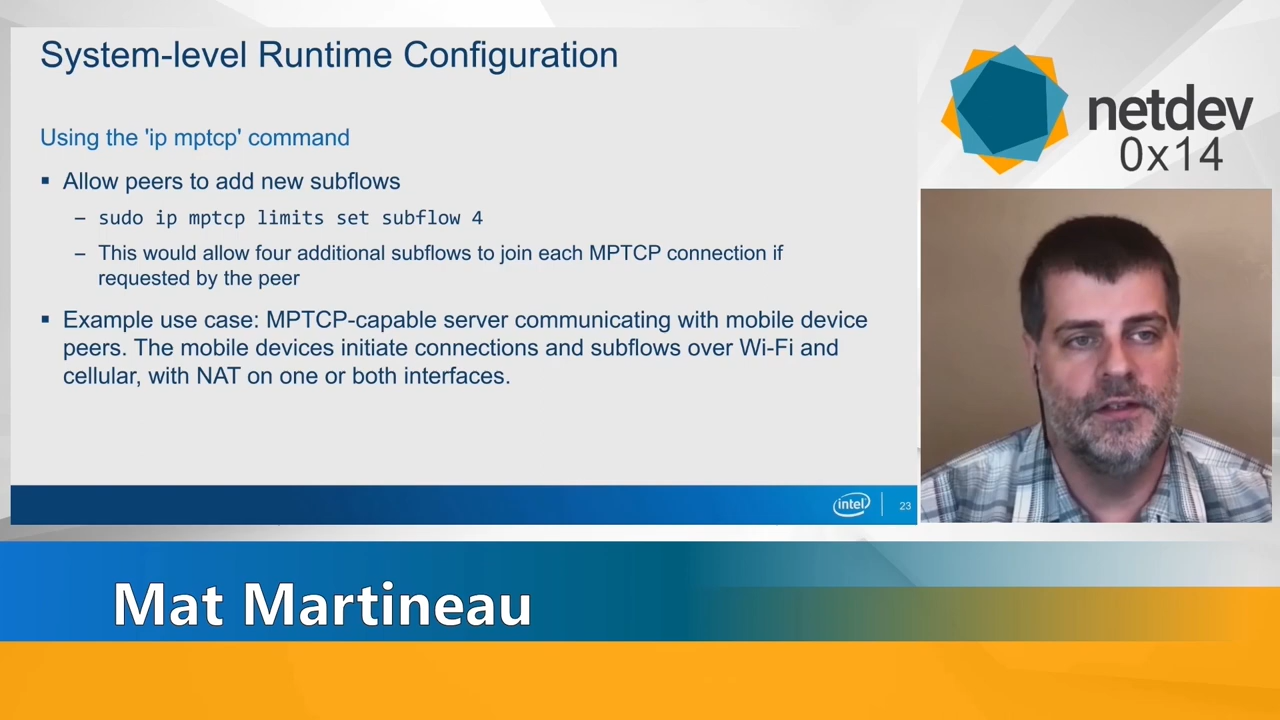 System-level Runtime Configuration
Using the 'ip mptcp' command
▪ Allow peers to add new subflows
– sudo ip mptcp limits set subflow 4
– This would allow four additional subflows to join each MPTCP connection if
requested by the peer
▪ Example use case: MPTCP-capable server communicating with mobile device
peers. The mobile devices initiate connections and subflows over Wi-Fi and
cellular, with NAT on one or both interfaces.
intel
23
netdev
0x14
Mat Martineau